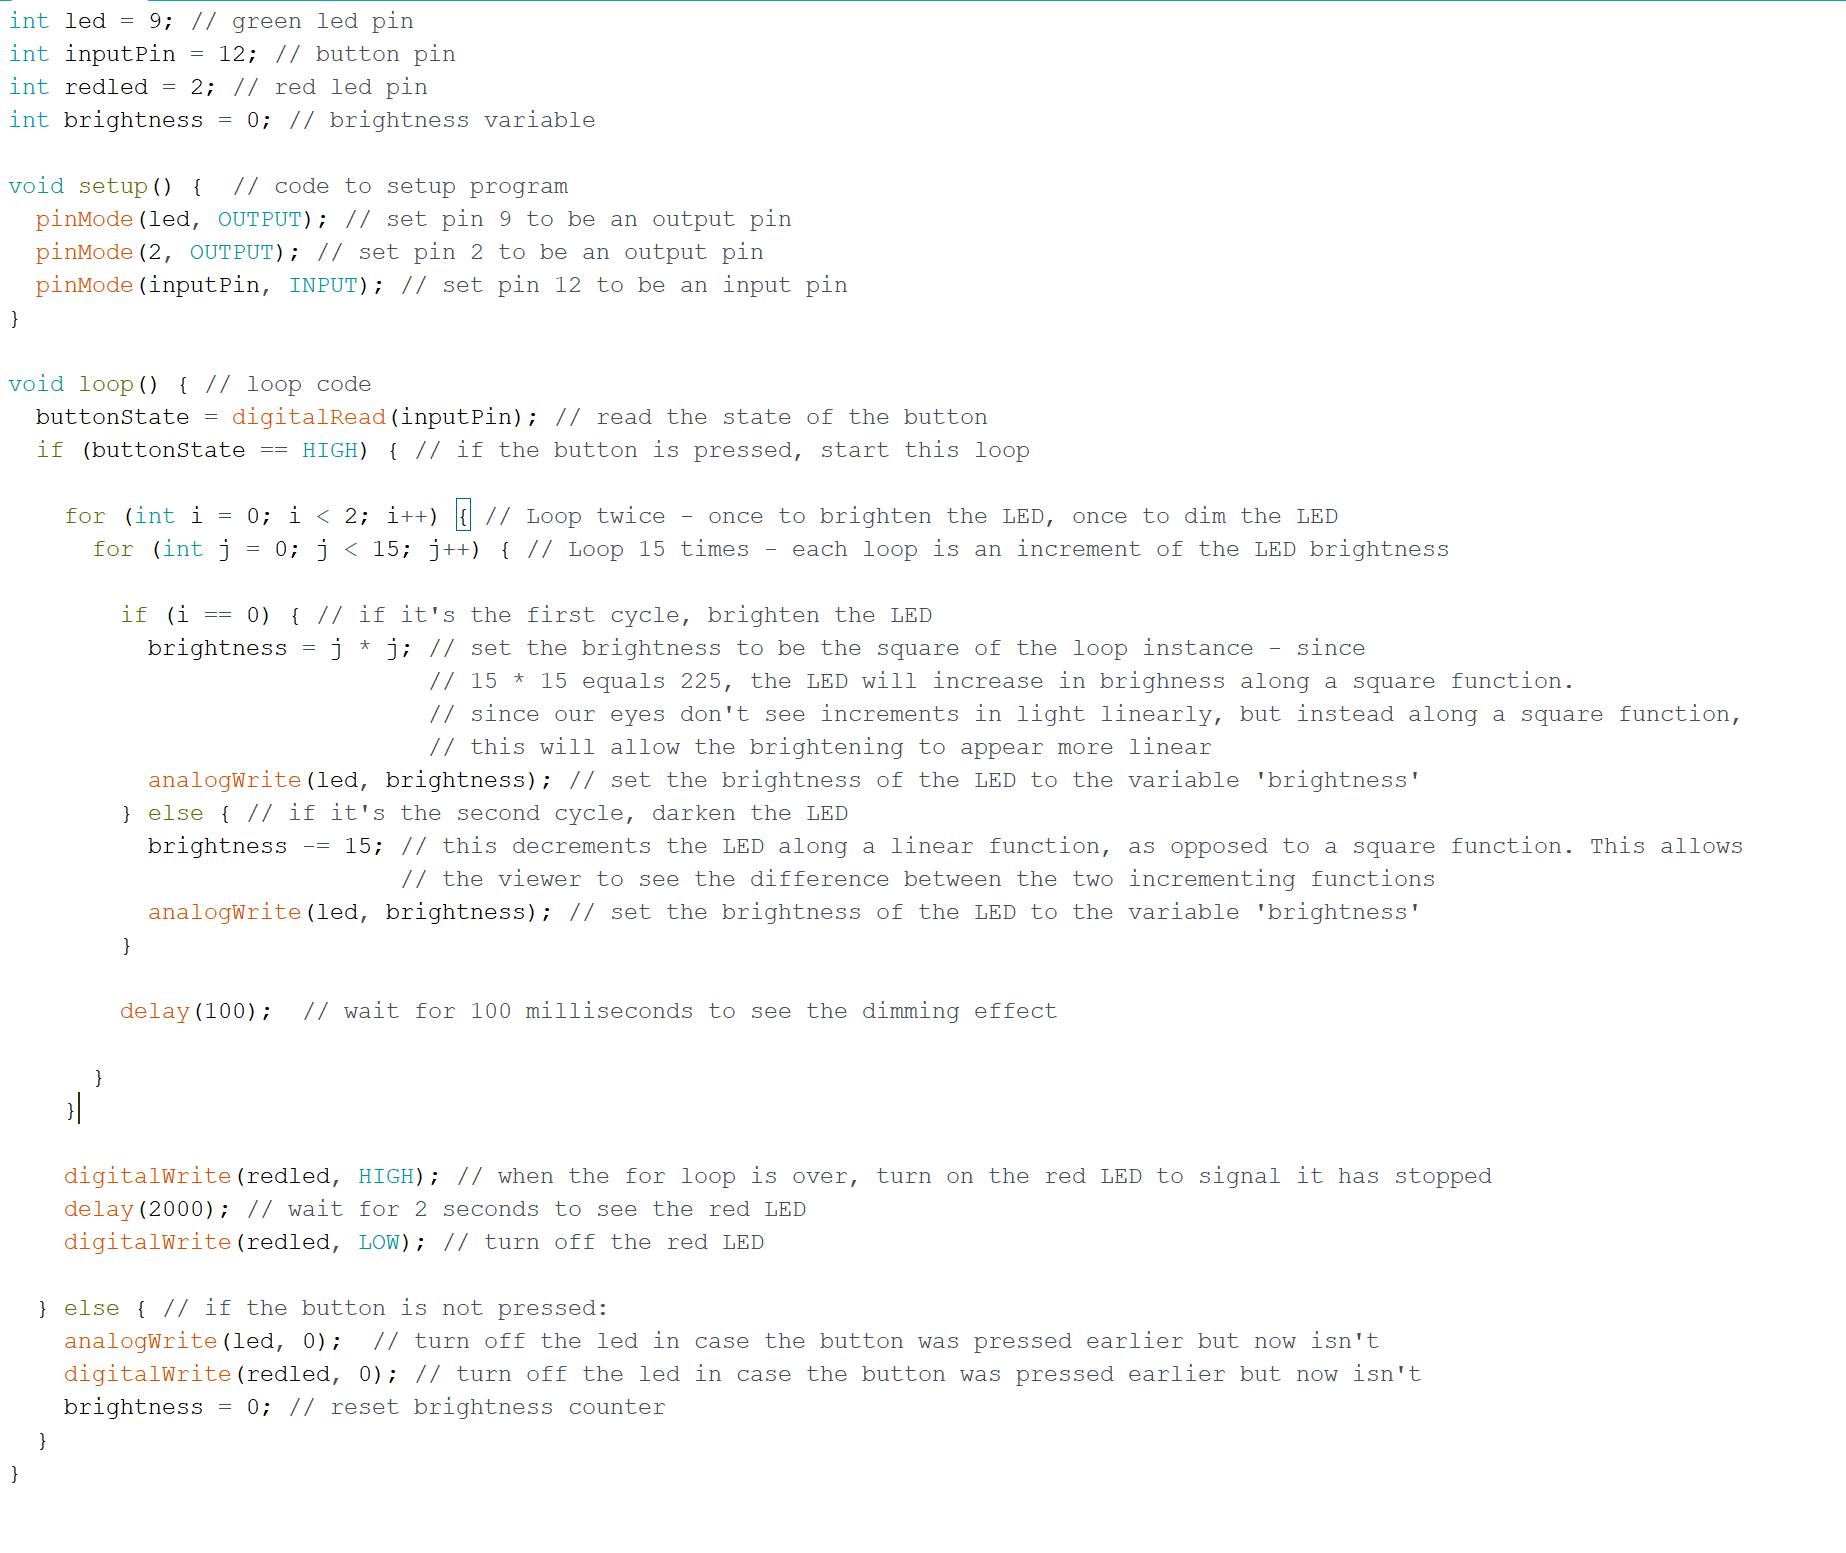 int led = 9; // green led pin
int inputPin = 12; // button pin
int redled = 2; // red led pin
int brightness = 0; // brightness variable
void setup() {  // code to setup program
  pinMode(led, OUTPUT); // set pin 9 to be an output pin
  pinMode(2, OUTPUT); // set pin 2 to be an output pin
  pinMode(inputPin, INPUT); // set pin 12 to be an input pin
}
void loop() { // loop code
  buttonState = digitalRead(inputPin); // read the state of the button
  if (buttonState == HIGH) { // if the button is pressed, start this loop
    for (int i = 0; i < 2; i++) { // Loop twice - once to brighten the LED, once to dim the LED
      for (int j = 0; j < 15; j++) { // Loop 15 times - each loop is an increment of the LED brightness
        if (i == 0) { // if it's the first cycle, brighten the LED
          brightness = j * j; // set the brightness to be the square of the loop instance - since
                              // 15 * 15 equals 225, the LED will increase in brighness along a square function.
                              // since our eyes don't see increments in light linearly, but instead along a square function,
                              // this will allow the brightening to appear more linear
          analogWrite(led, brightness); // set the brightness of the LED to the variable 'brightness'
        } else { // if it's the second cycle, darken the LED
          brightness -= 15; // this decrements the LED along a linear function, as opposed to a square function. This allows
                            // the viewer to see the difference between the two incrementing functions
          analogWrite(led, brightness); // set the brightness of the LED to the variable 'brightness'
        }
        delay(100);  // wait for 100 milliseconds to see the dimming effect
      }
    }
    digitalWrite(redled, HIGH); // when the for loop is over, turn on the red LED to signal it has stopped
    delay(2000); // wait for 2 seconds to see the red LED
    digitalWrite(redled, LOW); // turn off the red LED
  } else { // if the button is not pressed:
    analogWrite(led, 0);  // turn off the led in case the button was pressed earlier but now isn't
    digitalWrite(redled, 0); // turn off the led in case the button was pressed earlier but now isn't
    brightness = 0; // reset brightness counter
  }
}